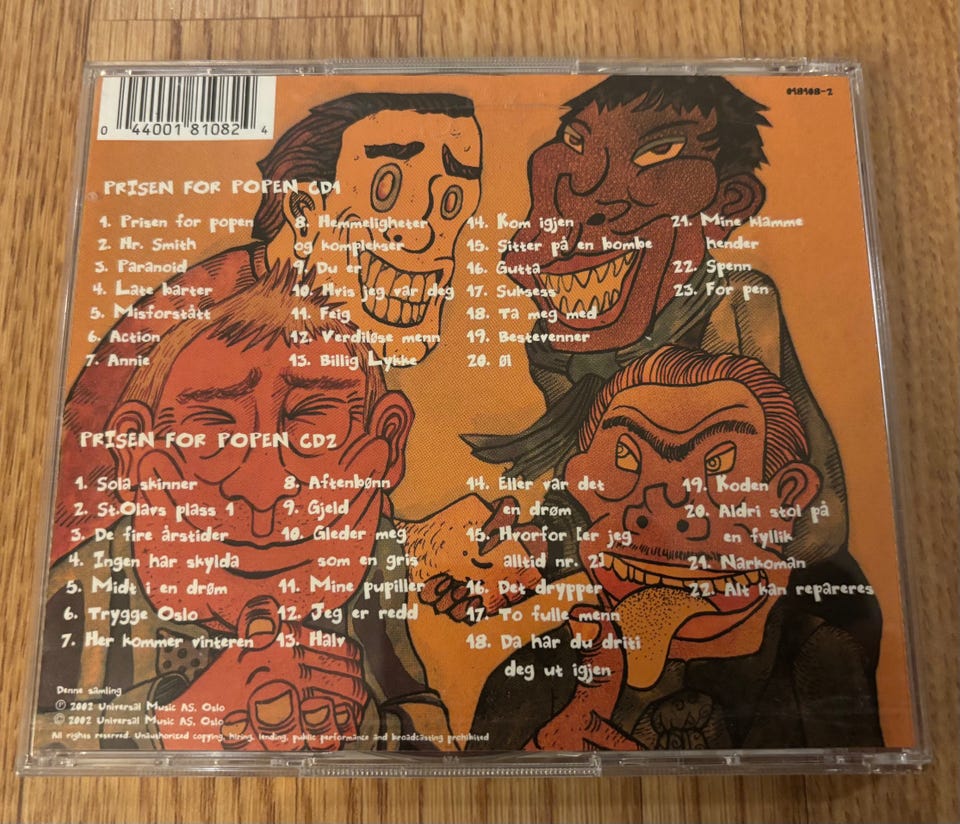 018108-2
0 44001 81082 4
PRISEN FOR POPEN CD1
1. Prisen for popen
2. Hr. Smith
3. Paranoid
4. Late barter
5. Misforstått
6. Action
7. Annie
8. Hemmeligheter
og komplekser
9. Du er
10. Hvis jeg var deg
11. Feig
12. Verdiløse menn
13. Billig Lykke
14. Kom igjen
15. Sitter på en bombe
16. Gutta
17. Suksess
18. Ta meg med
19. Bestevenner
20. Øl
21. Mine klamme
hender
22. Spenn
23. For pen
PRISEN FOR POPEN CD2
1. Sola skinner
2. St.Olavs plass 1
3. De fire årstider
4. Ingen har skylda
5. Midt i en drøm
6. Trygge Oslo
7. Her kommer vinteren
8. Aftenbønn
9. Gjeld
10. Gleder meg
som en gris
11. Mine pupiller
12. Jeg er redd
13. Halv
14. Eller var det
en drøm
15. Hvorfor [er jeg
alltid nr. 2]
16. Det drypper
17. To fulle menn
18. Da har du driti
deg ut igjen
19. Koden
20. Aldri stol på
en fyllik
21. Narkoman
22. Alt kan repareres
Denne samling
℗ 2002 Universal Music AS, Oslo
© 2002 Universal Music AS, Oslo
All rights reserved. Unauthorized copying, hiring, lending, public performance and broadcasting prohibited